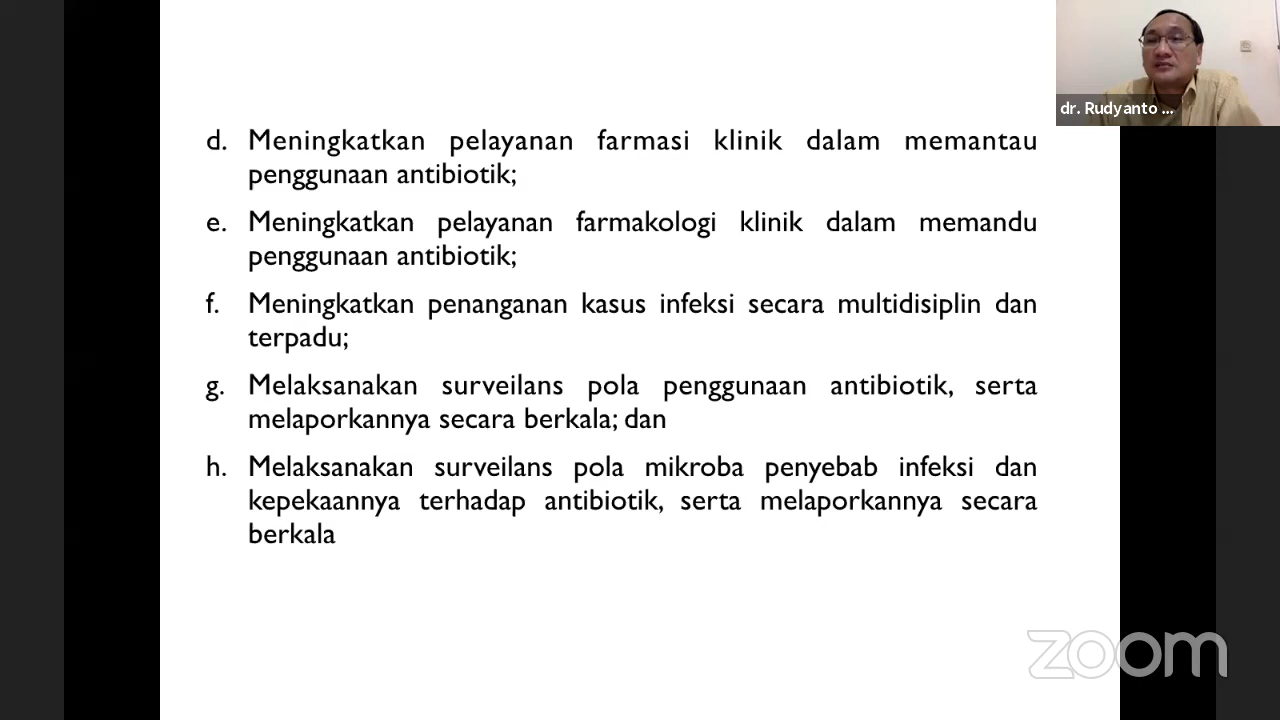 dr. Rudyanto ...
d. Meningkatkan pelayanan farmasi klinik dalam memantau
penggunaan antibiotik;
e. Meningkatkan pelayanan farmakologi klinik dalam memandu
penggunaan antibiotik;
f. Meningkatkan penanganan kasus infeksi secara multidisiplin dan
terpadu;
g. Melaksanakan surveilans pola penggunaan antibiotik, serta
melaporkannya secara berkala; dan
h. Melaksanakan surveilans pola mikroba penyebab infeksi dan
kepekaannya terhadap antibiotik, serta melaporkannya secara
berkala
zoom